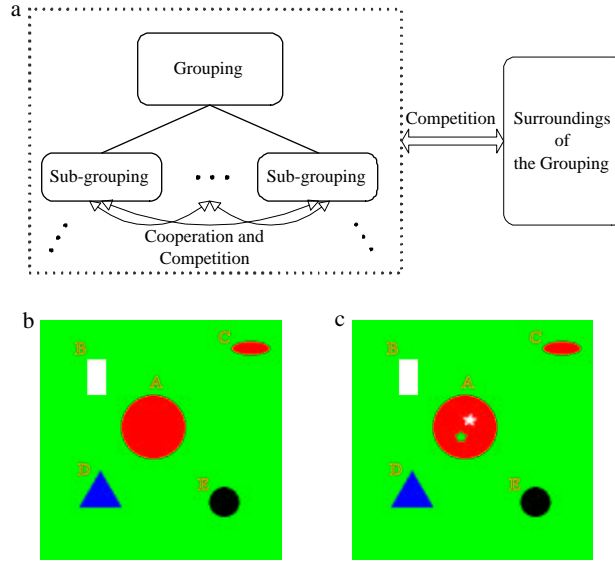 a
Grouping
Sub-grouping
Sub-grouping
Cooperation and
Competition
Competition
Surroundings
of
the Grouping
b
B
C
A
D
E
c
B
C
A
D
E